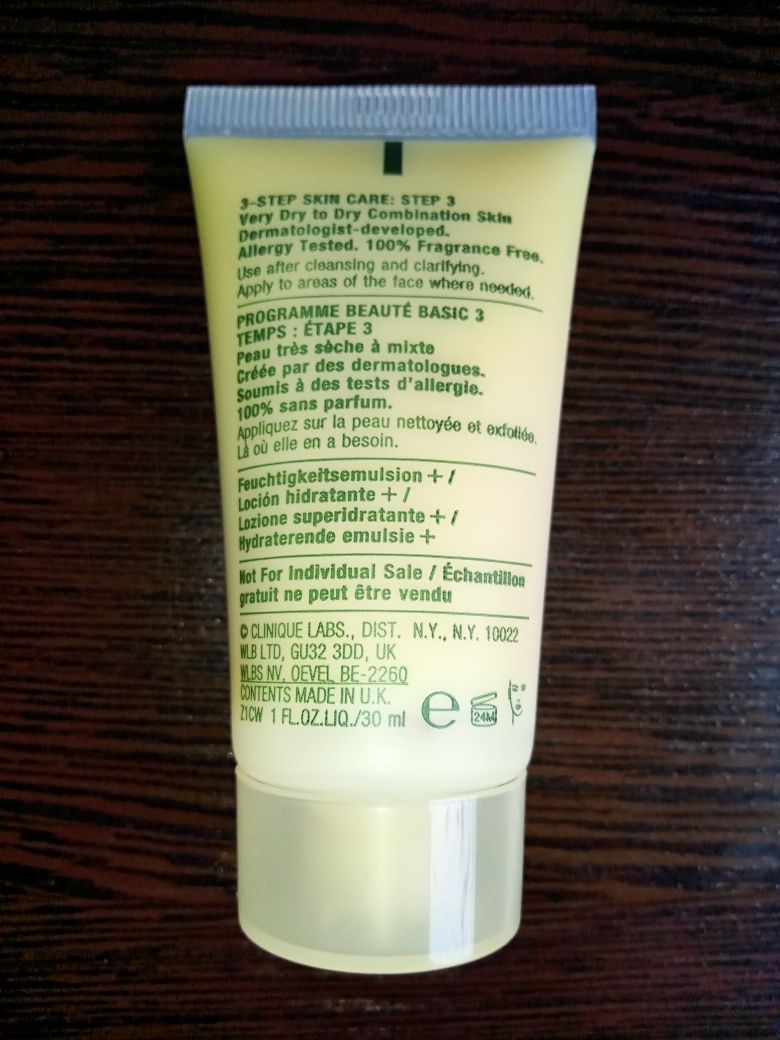 3-STEP SKIN CARE: STEP 3
Very Dry to Dry Combination Skin
Dermatologist-developed.
Allergy Tested. 100% Fragrance Free.
Use after cleansing and clarifying.
Apply to areas of the face where needed.
PROGRAMME BEAUTÉ BASIC 3
TEMPS : ÉTAPE 3
Peau très sèche à mixte
Créée par des dermatologues.
Soumis à des tests d'allergie.
100% sans parfum.
Appliquez sur la peau nettoyée et exfoliée.
Là où elle en a besoin.
Feuchtigkeitsemulsion + /
Loción hidratante + /
Lozione superidratante + /
Hydraterende emulsie +
Not For Individual Sale / Échantillon
gratuit ne peut être vendu
© CLINIQUE LABS., DIST. N.Y., N.Y. 10022
WLB LTD, GU32 3DD, UK
WLBS NV, OEVEL BE-2260
CONTENTS MADE IN U.K.
Z1CW 1 FL.OZ.LIQ./30 ml e 24M